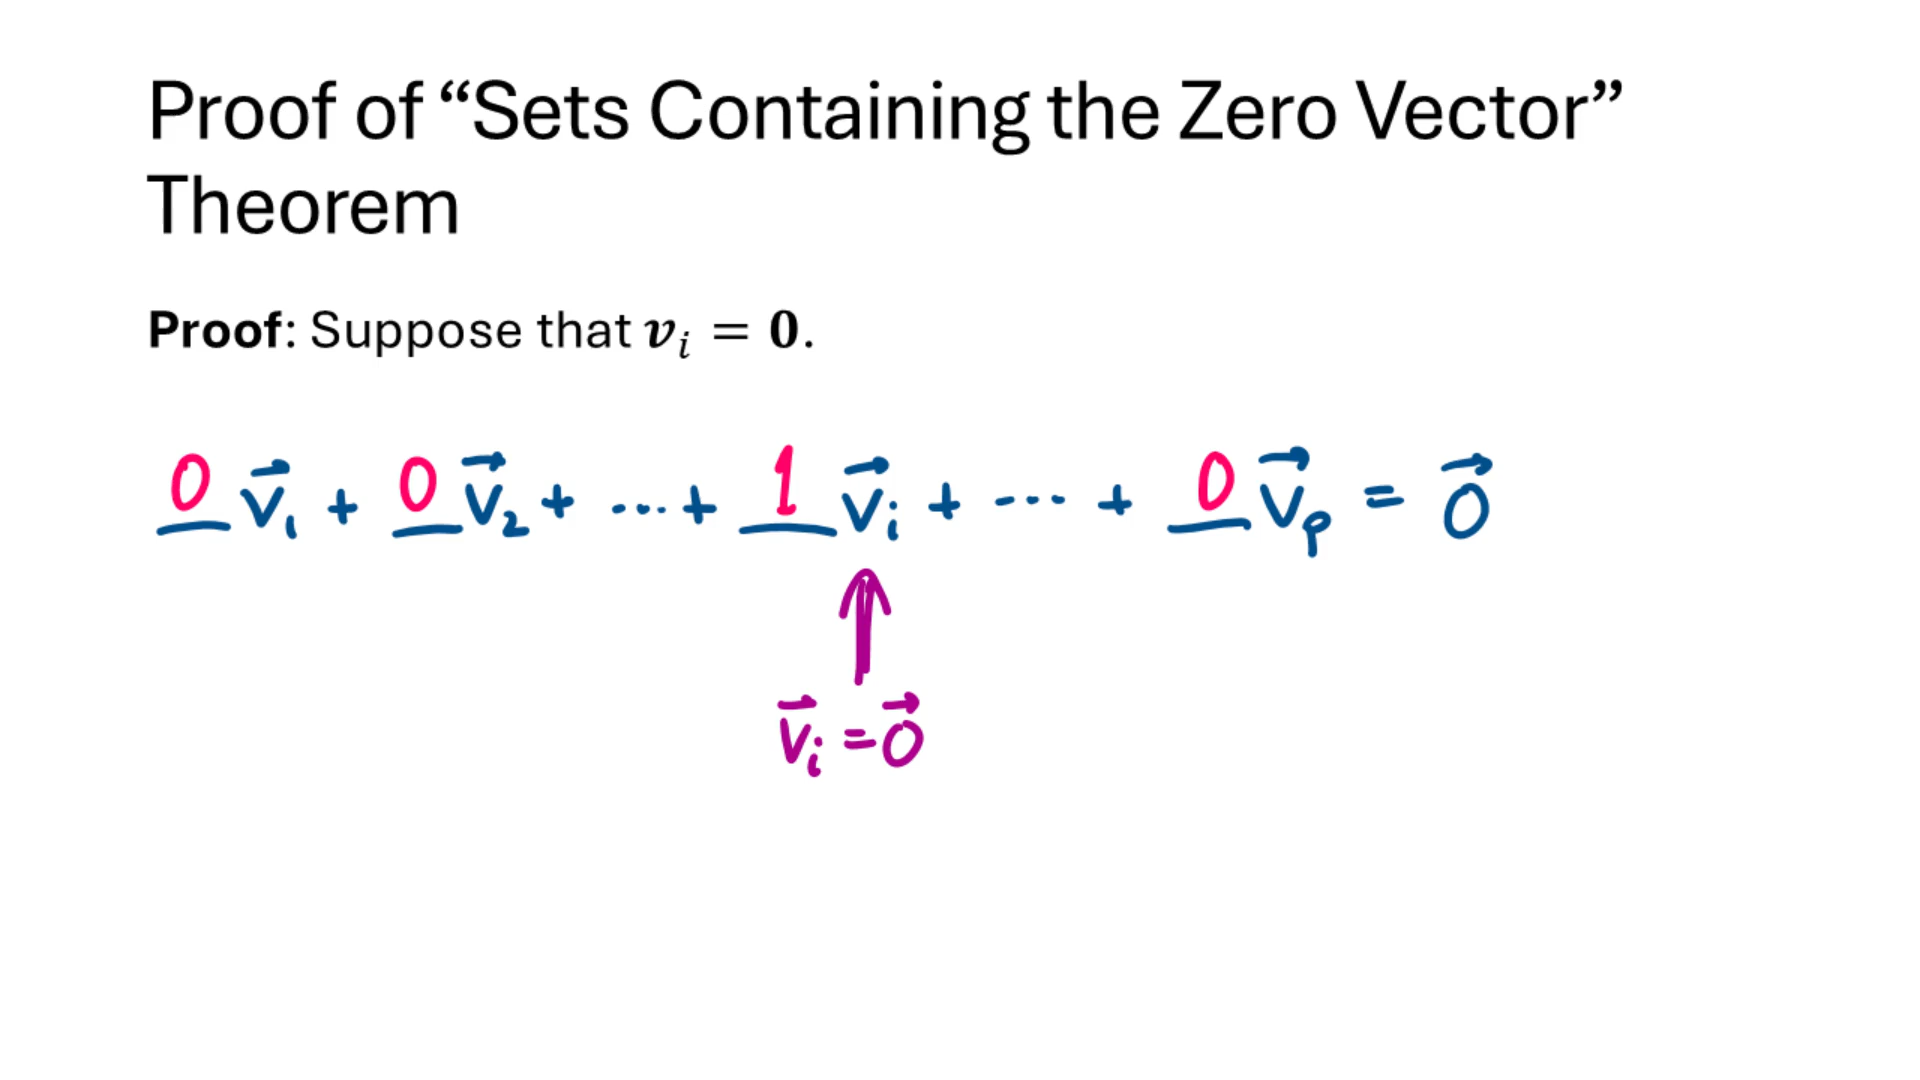 Proof of “Sets Containing the Zero Vector”
Theorem
Proof: Suppose that 𝒗ᵢ = 𝟎.
0 v⃗₁ + 0 v⃗₂ + ... + 1 v⃗ᵢ + ... + 0 v⃗ₚ = 0⃗
v⃗ᵢ = 0⃗